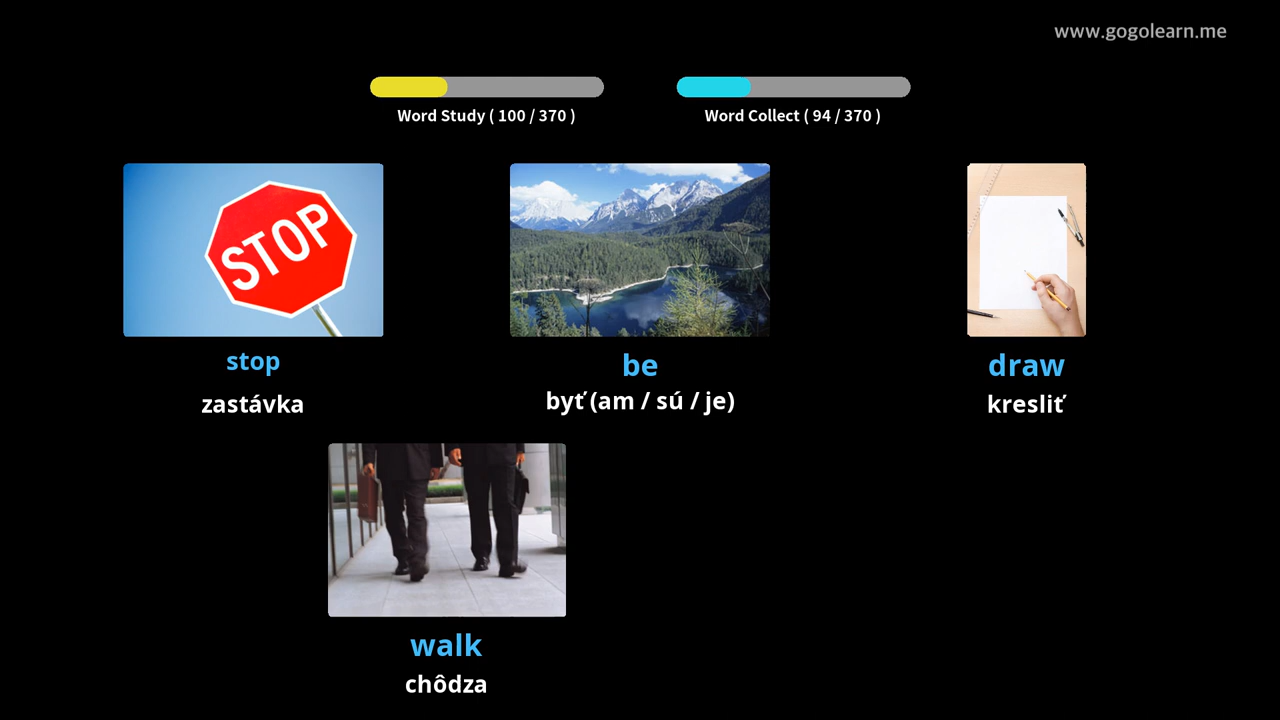 www.gogolearn.me
Word Study ( 100 / 370 )
Word Collect ( 94 / 370 )
STOP
stop
zastávka
be
byť (am / sú / je)
draw
kresliť
walk
chôdza